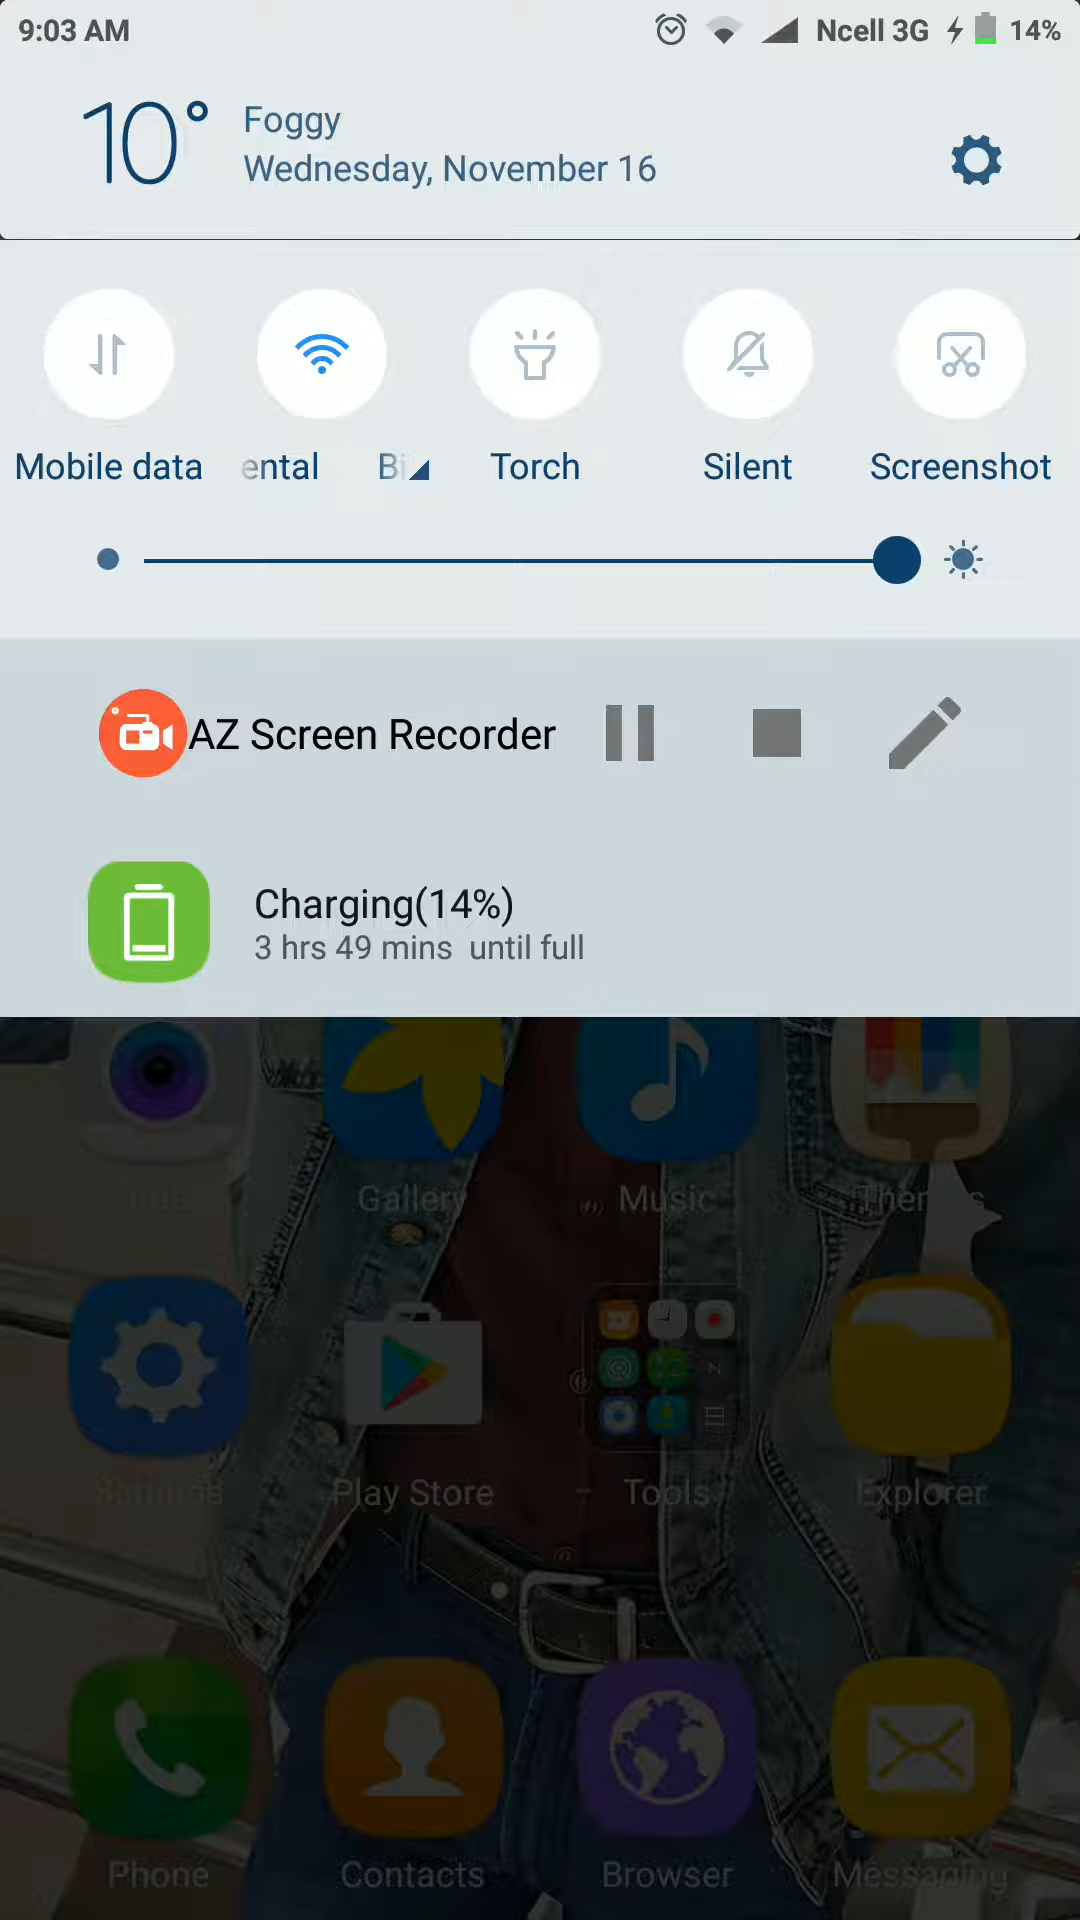 9:03 AM Ncell 3G 14%
10°
Foggy
Wednesday, November 16
Mobile data ental Bi Torch Silent Screenshot
AZ Screen Recorder
Charging(14%)
3 hrs 49 mins until full
Gallery Music Themes
Settings Play Store Tools Explorer
Phone Contacts Browser Messaging